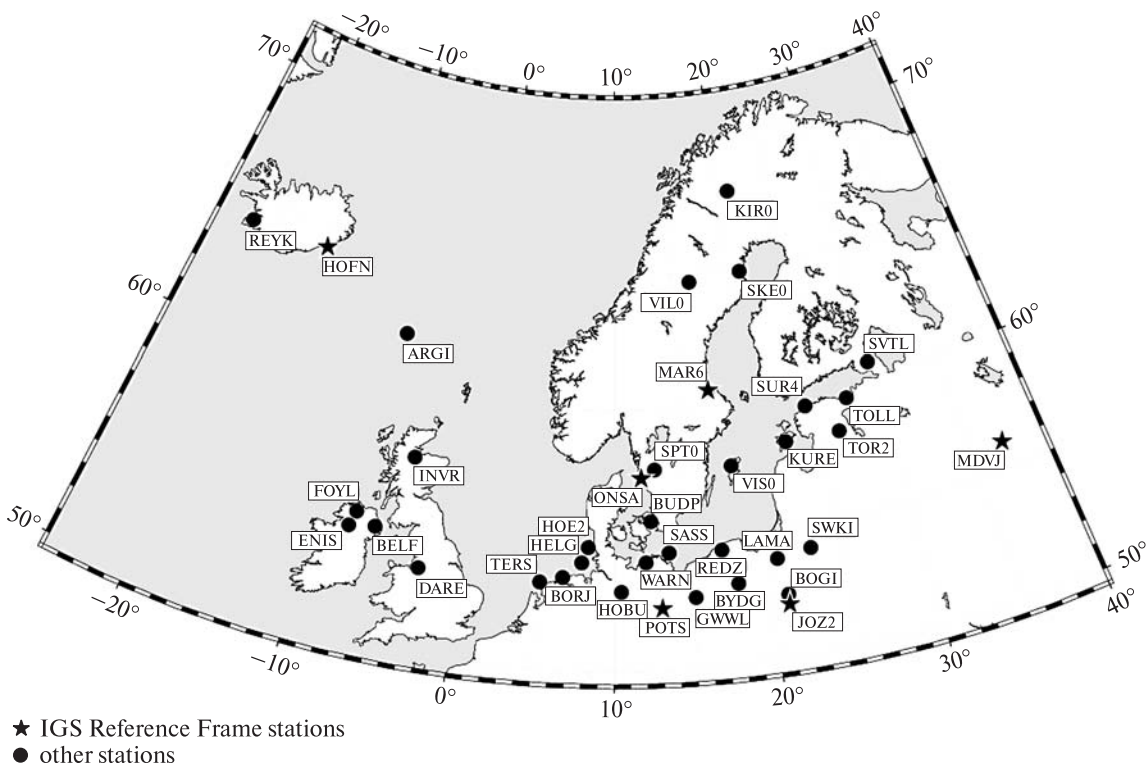 −20°
−10°
0°
10°
20°
30°
40°
70°
70°
KIR0
REYK
HOFN
SKE0
VIL0
60°
60°
ARGI
SVTL
MAR6
SUR4
TOLL
TOR2
KURE
MDVJ
SPT0
INVR
VIS0
ONSA
FOYL
BUDP
50°
HOE2
SWKI
ENIS
BELF
HELG
SASS
LAMA
50°
TERS
REDZ
WARN
BOGI
DARE
BORJ
HOBU
BYDG
40°
GWWL
JOZ2
POTS
−20°
−10°
30°
0°
10°
20°
IGS Reference Frame stations
other stations